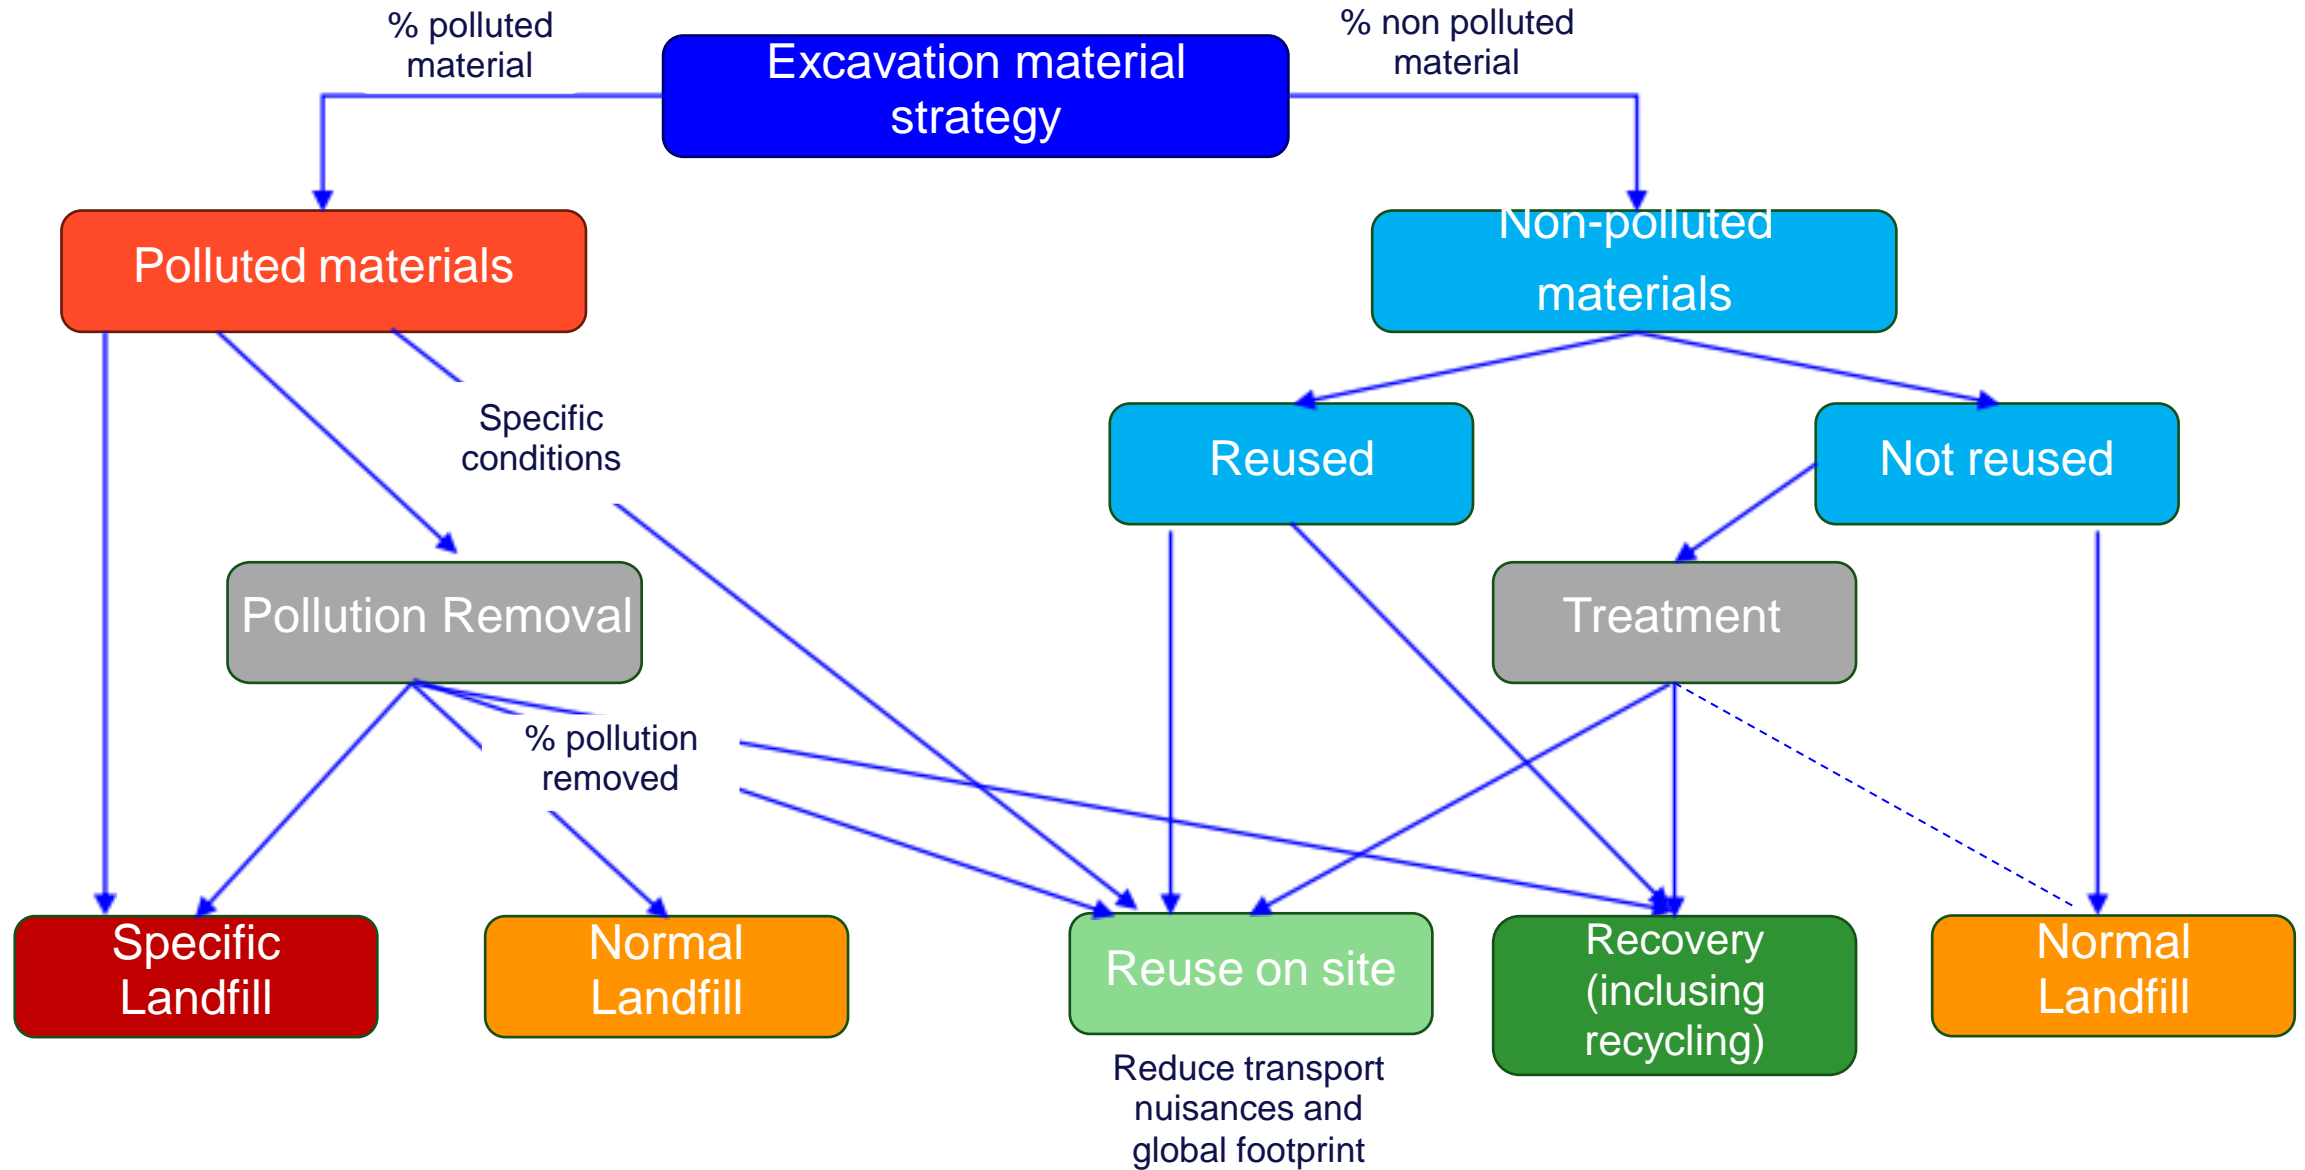 % polluted
material
Excavation material
strategy
% non polluted
material
Polluted materials
Non-polluted
materials
Specific
conditions
Reused
Not reused
Pollution Removal
Treatment
% pollution
removed
Specific
Landfill
Normal
Landfill
Reuse on site
Recovery
(inclusing
recycling)
Normal
Landfill
Reduce transport
nuisances and
global footprint